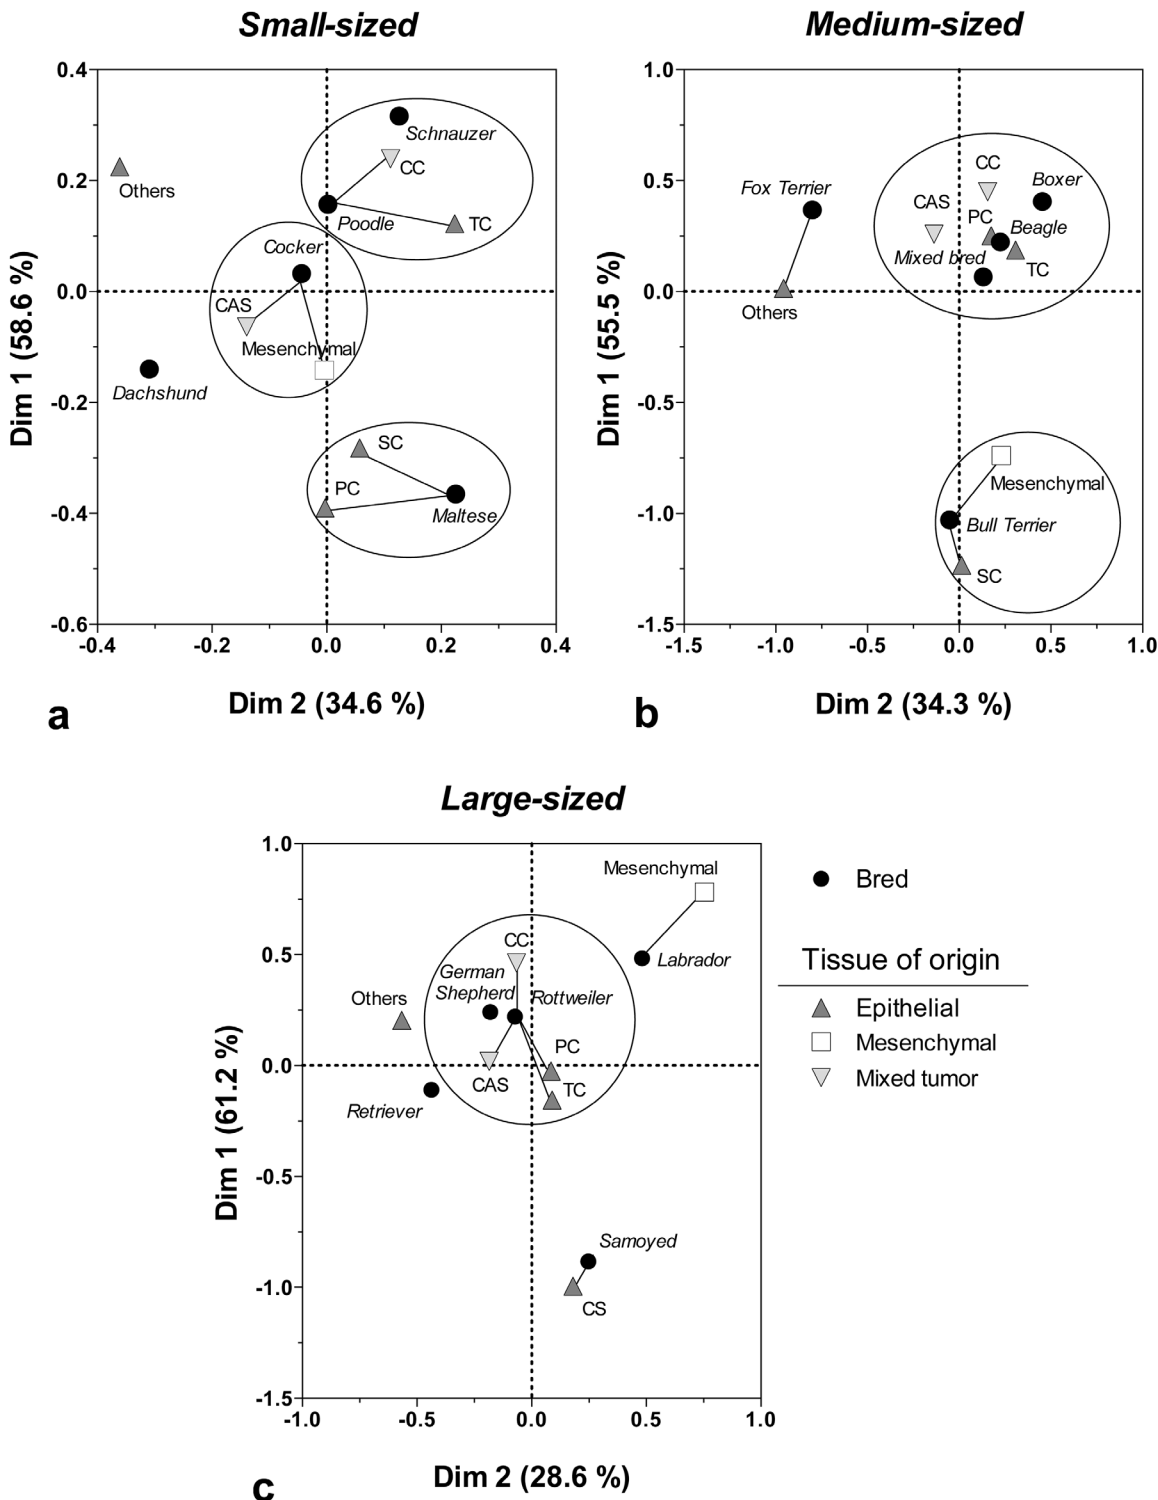 Small-sized
Medium-sized
0.4
0.2
0.0
-0.2
-0.4
-0.6
-0.4
-0.2
0.0
0.2
0.4
Dim 1 (58.6 %)
Dim 2 (34.6 %)
a
Schnauzer
CC
Others
Poodle
TC
Cocker
CAS
Mesenchymal
Dachshund
SC
PC
Maltese
1.0
0.5
0.0
-0.5
-1.0
-1.5
-1.5
-1.0
-0.5
0.0
0.5
1.0
Dim 1 (55.5 %)
Dim 2 (34.3 %)
b
CC
Fox Terrier
Boxer
CAS
PC
Beagle
Mixed bred
TC
Others
Mesenchymal
Bull Terrier
SC
Large-sized
1.0
0.5
0.0
-0.5
-1.0
-1.5
-1.0
-0.5
0.0
0.5
1.0
Dim 1 (61.2 %)
Dim 2 (28.6 %)
c
Mesenchymal
CC
Labrador
German
Shepherd
Rottweiler
Others
PC
CAS
TC
Retriever
Samoyed
CS
Bred
Tissue of origin
Epithelial
Mesenchymal
Mixed tumor